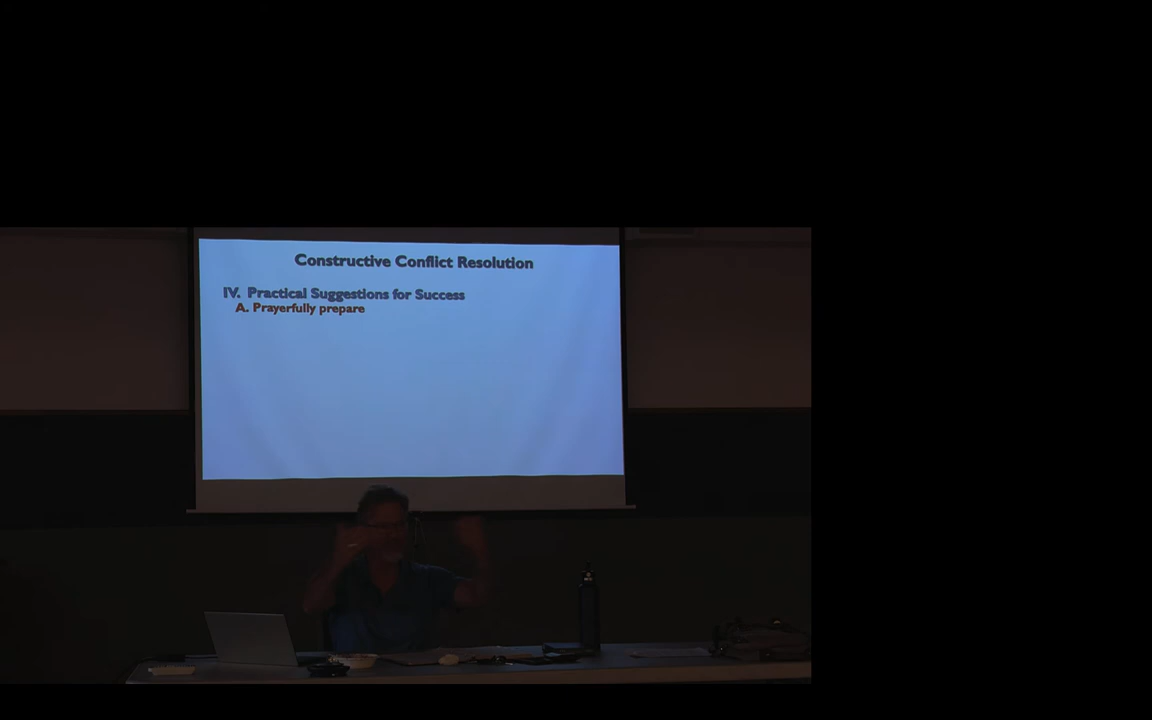 Constructive Conflict Resolution
IV. Practical Suggestions for Success
A. Prayerfully prepare